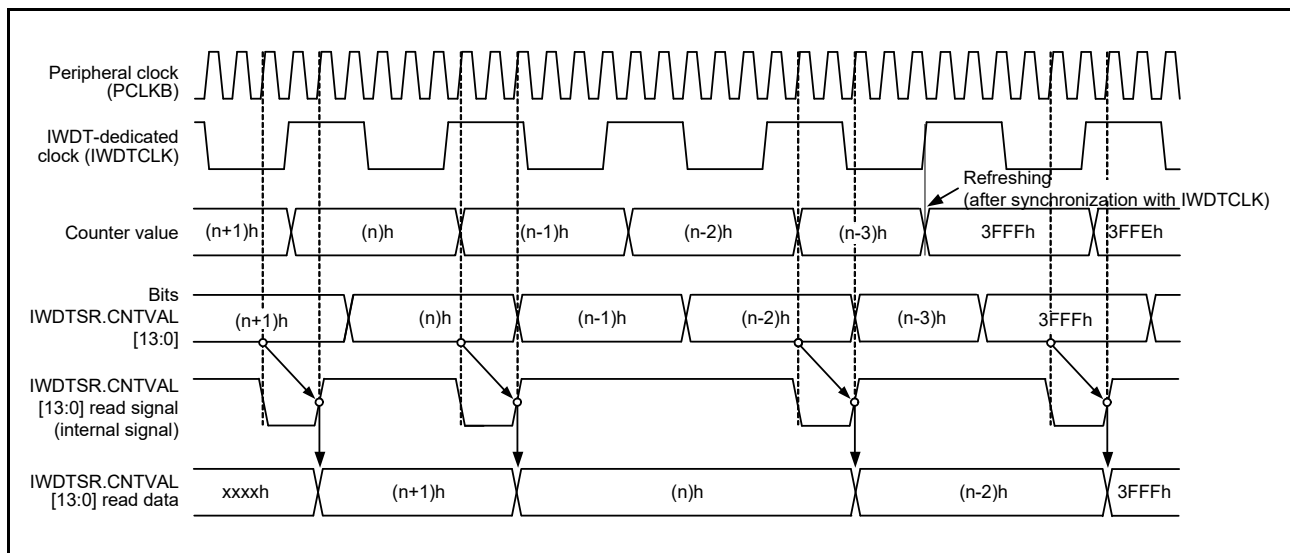 Peripheral clock
(PCLKB)
IWDT-dedicated
clock (IWDTCLK)
Refreshing
(after synchronization with IWDTCLK)
Counter value
(n+1)h
(n)h
(n-1)h
(n-2)h
(n-3)h
3FFFh
3FFEh
Bits
IWDTSR.CNTVAL
[13:0]
(n+1)h
(n)h
(n-1)h
(n-2)h
(n-3)h
3FFFh
IWDTSR.CNTVAL
[13:0] read signal
(internal signal)
IWDTSR.CNTVAL
[13:0] read data
xxxxh
(n+1)h
(n)h
(n-2)h
3FFFh